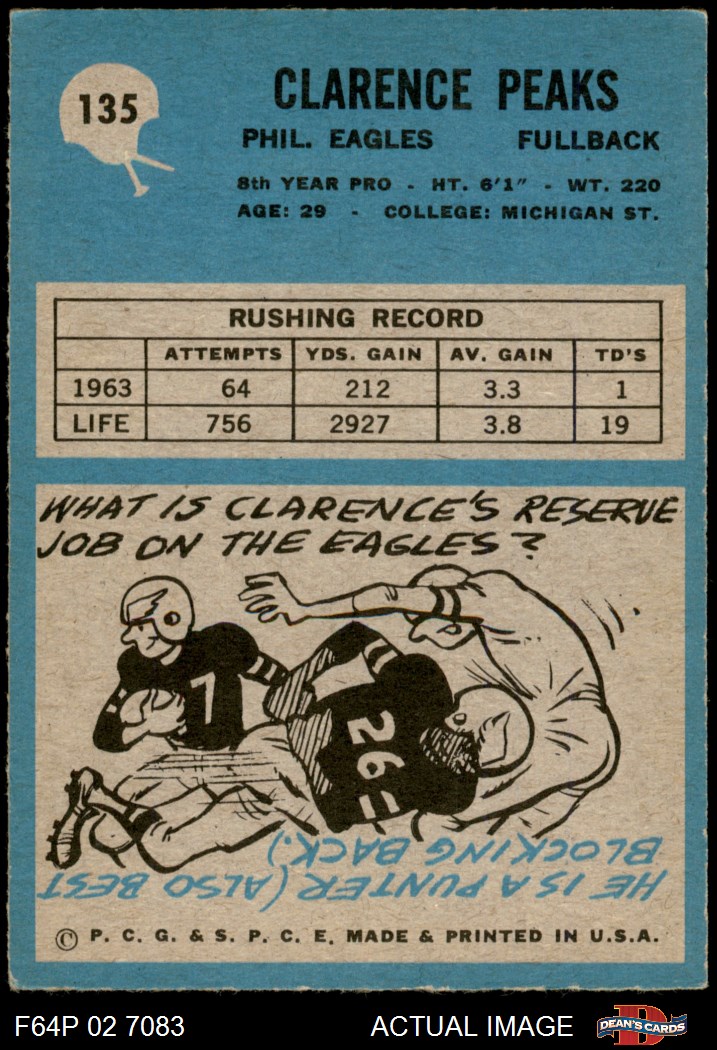 135
CLARENCE PEAKS
PHIL. EAGLES FULLBACK
8th YEAR PRO - HT. 6'1" - WT. 220
AGE: 29 - COLLEGE: MICHIGAN ST.
RUSHING RECORD
ATTEMPTS YDS. GAIN AV. GAIN TD'S
1963 64 212 3.3 1
LIFE 756 2927 3.8 19
WHAT IS CLARENCE'S RESERVE
JOB ON THE EAGLES?
7
26
HE IS A PUNTER (ALSO BEST
BLOCKING BACK.)
© P. C. G. & S. P. C. E. MADE & PRINTED IN U.S.A.
F64P 02 7083 ACTUAL IMAGE
D
DEAN'S CARDS